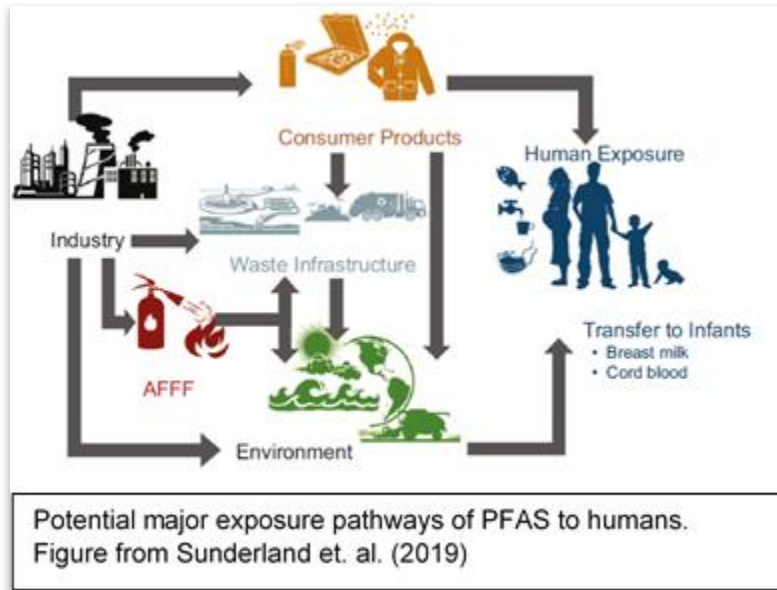 Consumer Products
Human Exposure
Industry
Waste Infrastructure
Transfer to Infants
• Breast milk
• Cord blood
AFFF
Environment
Potential major exposure pathways of PFAS to humans.
Figure from Sunderland et. al. (2019)